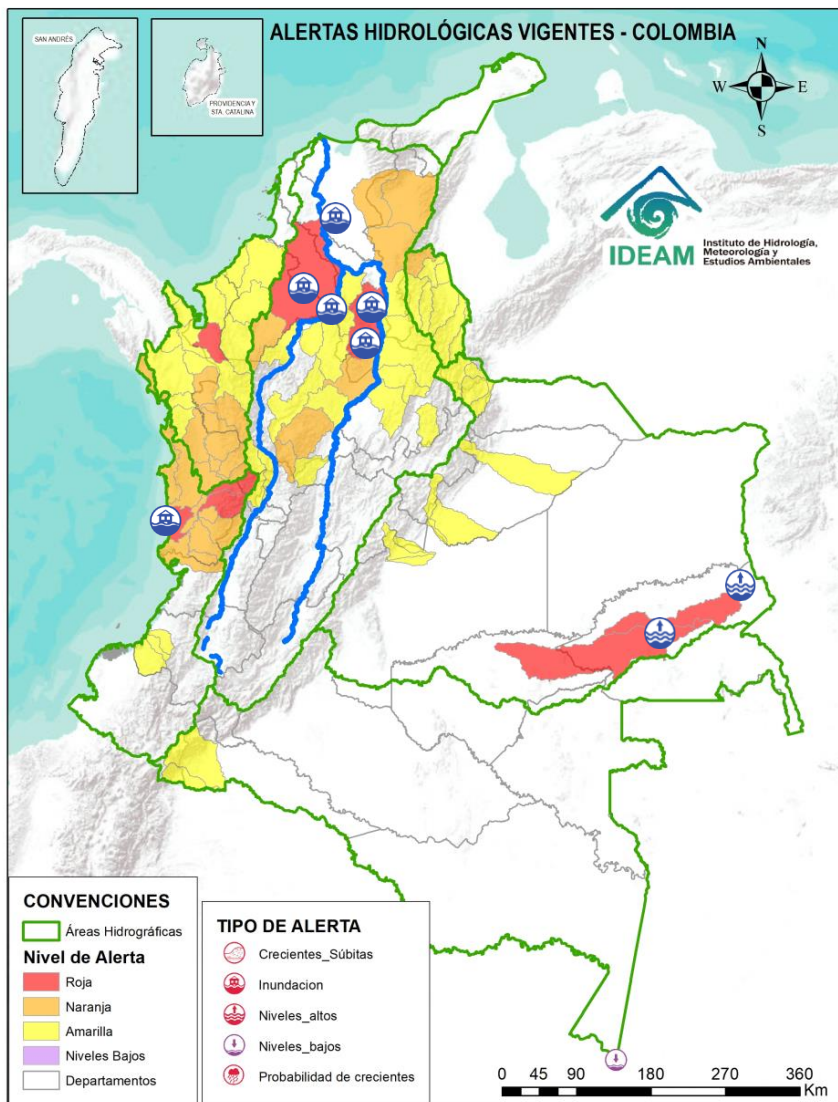 ALERTAS HIDROLÓGICAS VIGENTES - COLOMBIA
SAN ANDRÉS
PROVIDENCIA Y
STA. CATALINA
N
W
E
S
IDEAM
Instituto de Hidrología,
Meteorología y
Estudios Ambientales
CONVENCIONES
Áreas Hidrográficas
Nivel de Alerta
Roja
Naranja
Amarilla
Niveles Bajos
Departamentos
TIPO DE ALERTA
Crecientes_Súbitas
Inundacion
Niveles_altos
Niveles_bajos
Probabilidad de crecientes
0 45 90 180 270 360
Km